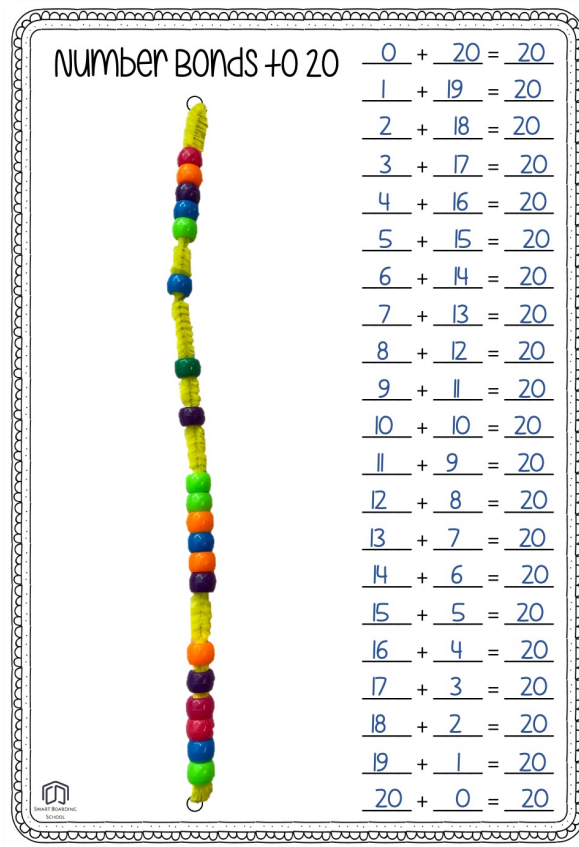 Number Bonds to 20
0 + 20 = 20
1 + 19 = 20
2 + 18 = 20
3 + 17 = 20
4 + 16 = 20
5 + 15 = 20
6 + 14 = 20
7 + 13 = 20
8 + 12 = 20
9 + 11 = 20
10 + 10 = 20
11 + 9 = 20
12 + 8 = 20
13 + 7 = 20
14 + 6 = 20
15 + 5 = 20
16 + 4 = 20
17 + 3 = 20
18 + 2 = 20
19 + 1 = 20
20 + 0 = 20
SMART BOARDING
SCHOOL